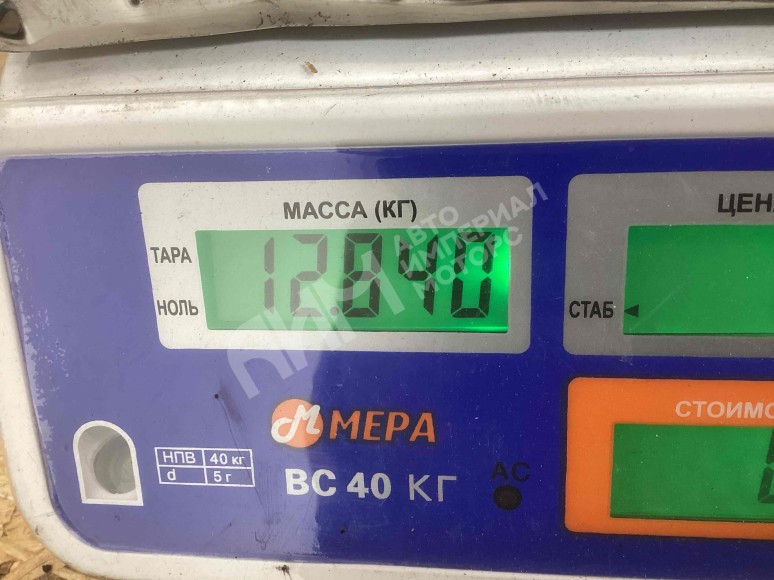 МАССА (КГ)
ТАРА
12.840
НОЛЬ
ЦЕН
СТАБ
АВТО
ИМПЕРИАЛ
МОТОРС
СТОИМО
МЕРА
НПВ 40 кг
d 5 г
ВС 40 КГ
AC